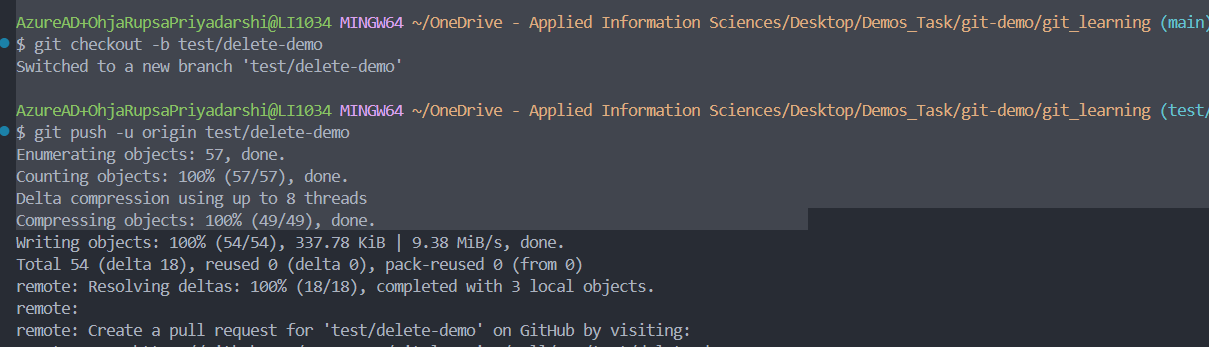 AzureAD+OhjaRupsaPriyadarshi@LI1034 MINGW64 ~/OneDrive - Applied Information Sciences/Desktop/Demos_Task/git-demo/git_learning (main)
$ git checkout -b test/delete-demo
Switched to a new branch 'test/delete-demo'
AzureAD+OhjaRupsaPriyadarshi@LI1034 MINGW64 ~/OneDrive - Applied Information Sciences/Desktop/Demos_Task/git-demo/git_learning (test/
$ git push -u origin test/delete-demo
Enumerating objects: 57, done.
Counting objects: 100% (57/57), done.
Delta compression using up to 8 threads
Compressing objects: 100% (49/49), done.
Writing objects: 100% (54/54), 337.78 KiB | 9.38 MiB/s, done.
Total 54 (delta 18), reused 0 (delta 0), pack-reused 0 (from 0)
remote: Resolving deltas: 100% (18/18), completed with 3 local objects.
remote:
remote: Create a pull request for 'test/delete-demo' on GitHub by visiting: